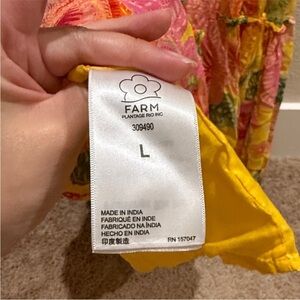 FARM
PLANTAGE RIO INC
309490
L
MADE IN INDIA
FABRIQUÉ EN INDE
FABRICADO NA ÍNDIA
HECHO EN INDIA
印度製造
RN 157047